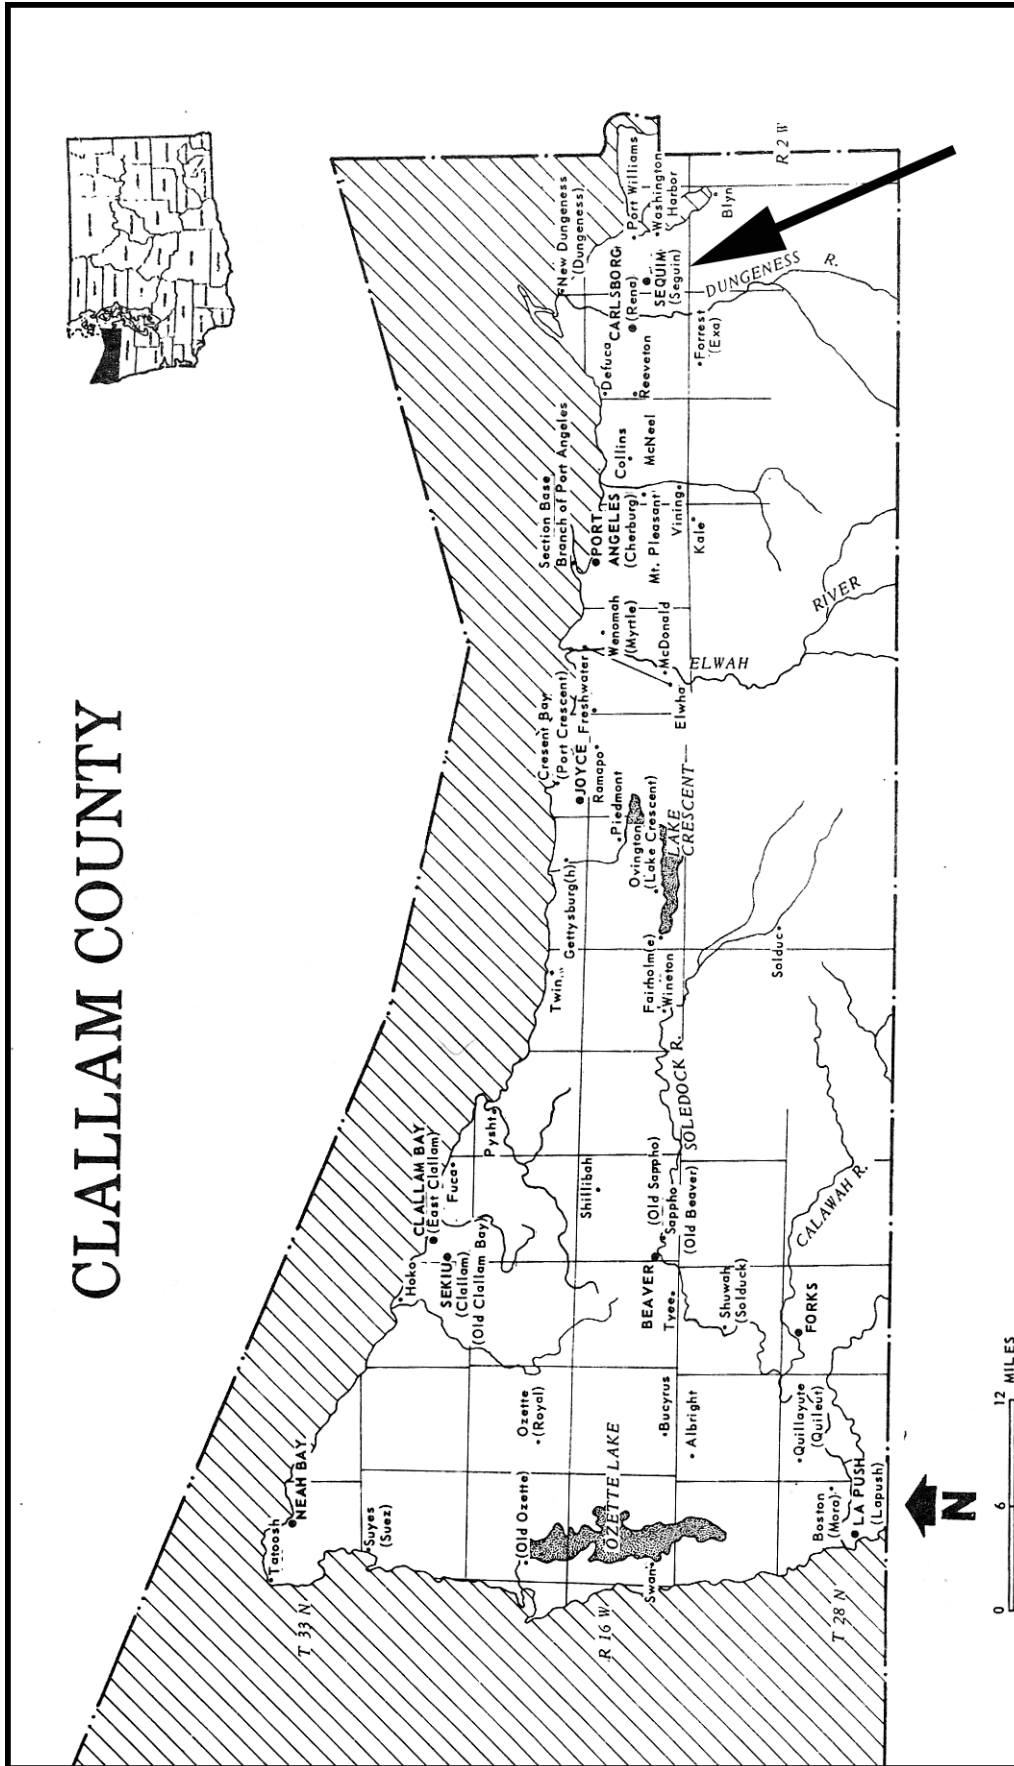 CLALLAM COUNTY
Tatoosh
NEAH BAY
Suyes
(Suez)
T 33 N
(Old Ozette)
OZETTE LAKE
Ozette
(Royal)
Swan
R 16 W
T 28 N
Boston
(Mora)
LA PUSH
(Lapush)
Quillayute
(Quileut)
Bucyrus
Albright
Hoko
SEKIU
(Clallam)
(Old Clallam Bay)
CLALLAM BAY
(East Clallam)
Fuca
Pysht
Shillibah
BEAVER
Tyee
(Old Sappho)
Sappho
(Old Beaver)
Shuwah
(Solduck)
FORKS
CALAWAH R.
SOLEDOCK R.
Twin
Gettysburg(h)
Fairholm(e)
Wineton
Solduc
Ovington
(Lake Crescent)
LAKE
CRESCENT
Piedmont
Cresent Bay
(Port Crescent)
JOYCE
Freshwater
Ramapo
Elwha
McDonald
Wenomah
(Myrtle)
ELWAH
RIVER
Section Base
Branch of Port Angeles
PORT
ANGELES
(Cherburg)
Mt. Pleasant
Vining
Kale
Collins
McNeel
Defuca
Reeveton
CARLSBORG
(Rena)
New Dungeness
(Dungeness)
SEQUIM
(Seguin)
Forrest
(Exa)
DUNGENESS R.
Port Williams
Washington
Harbor
Blyn
R 2 W
N
0 6 12
MILES